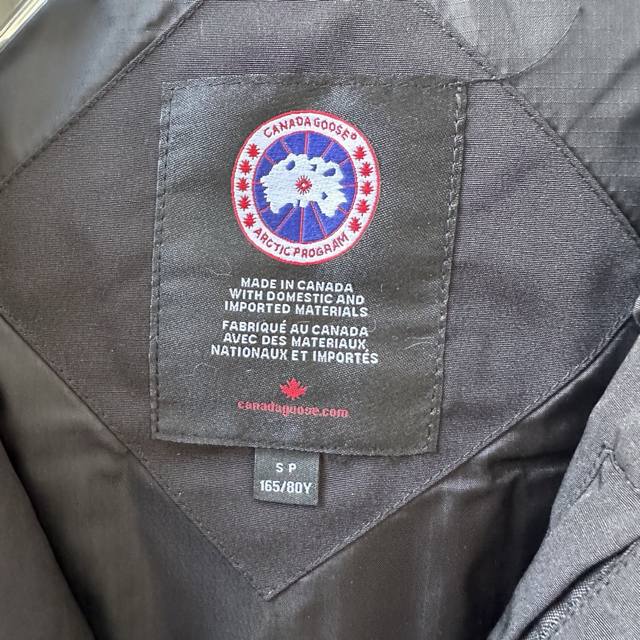 CANADA GOOSE®
ARCTIC PROGRAM
MADE IN CANADA
WITH DOMESTIC AND
IMPORTED MATERIALS
FABRIQUÉ AU CANADA
AVEC DES MATERIAUX
NATIONAUX ET IMPORTÉS
canadagoose.com
S P
165/80Y